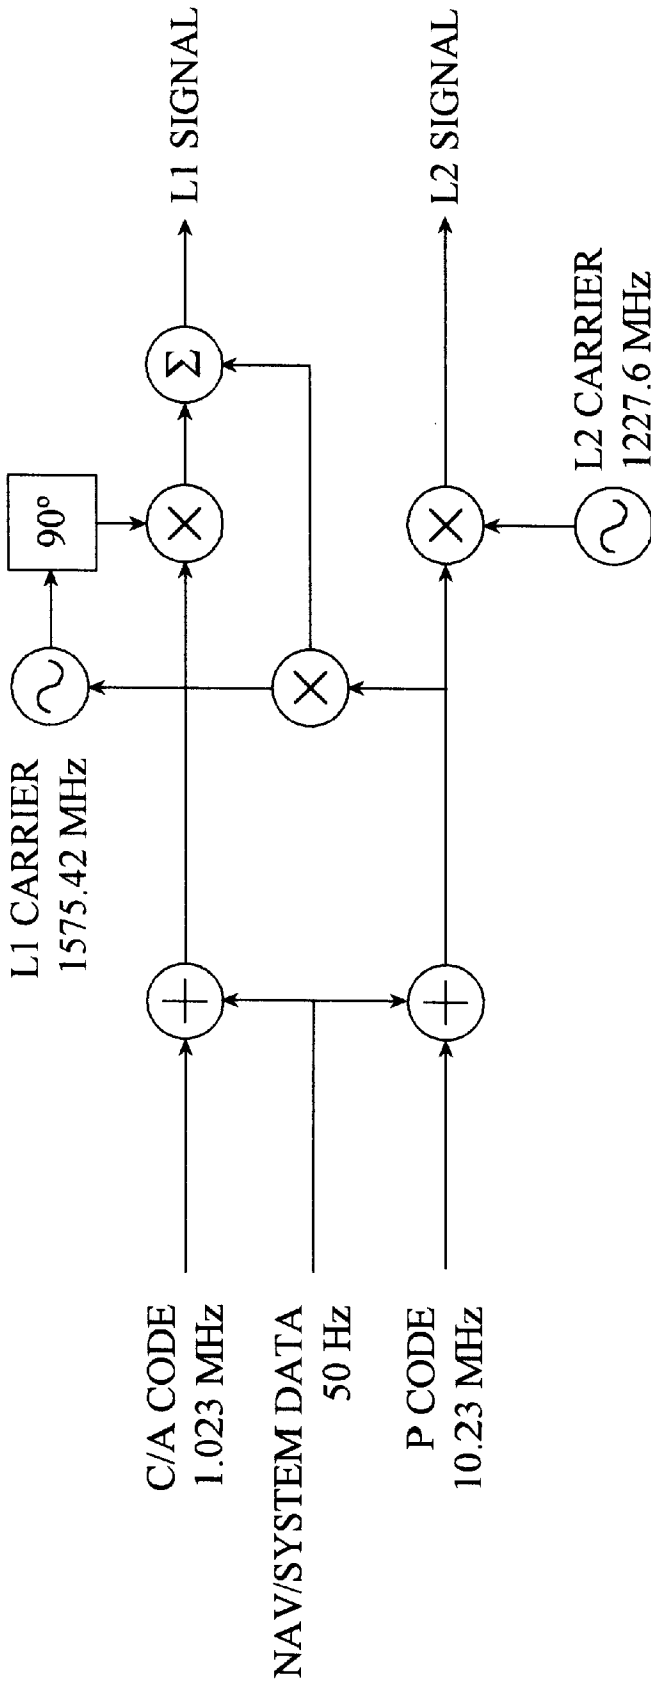 L1 CARRIER
1575.42 MHz
90°
Σ
L1 SIGNAL
C/A CODE
1.023 MHz
NAV/SYSTEM DATA
50 Hz
P CODE
10.23 MHz
L2 SIGNAL
L2 CARRIER
1227.6 MHz